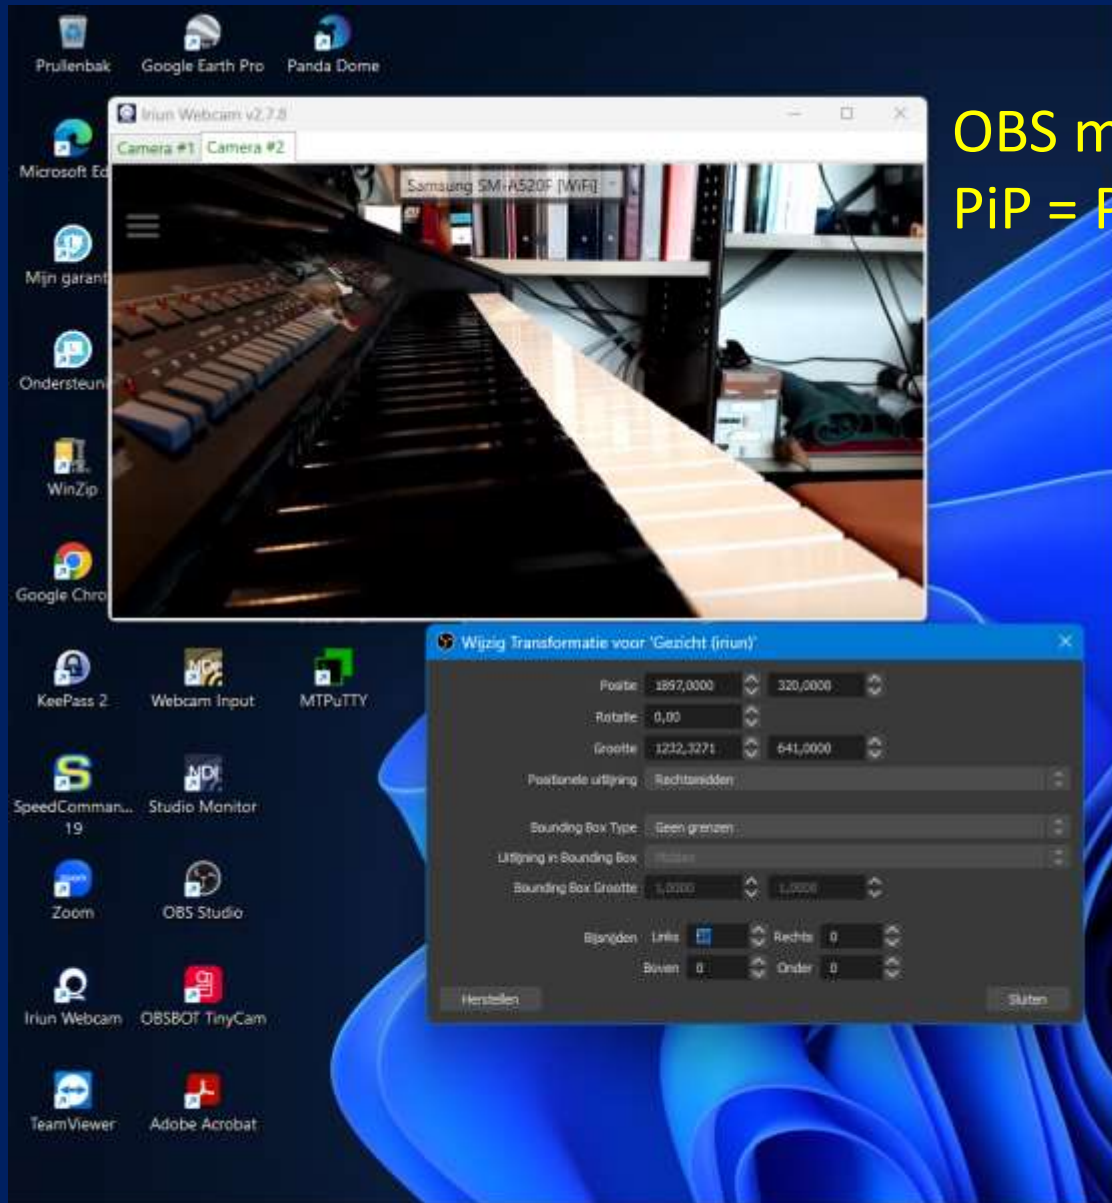 Prullenbak
Google Earth Pro
Panda Dome
Iriun Webcam v2.7.8
OBS m
Microsoft Ed
Camera #1 Camera #2
Samsung SM-A520F [WiFi]
PiP =
Mijn garant
Ondersteuni
WinZip
Google Chro
Wijzig Transformatie voor 'Gezicht (iriun)'
KeePass 2
Webcam Input
MTPuTTY
Positie 1897,0000 320,0000
Rotatie 0,00
Grootte 1232,3271 641,0000
Positionele uitlijning Rechtsmidden
SpeedComman...
19
Studio Monitor
Bounding Box Type Geen grenzen
Uitlijning in Bounding Box Midden
Bounding Box Grootte 1,0000 1,0000
Zoom
OBS Studio
Bijsnijden Links Rechts 0
Boven 0 Onder 0
Herstellen Sluiten
Iriun Webcam
OBSBOT TinyCam
TeamViewer
Adobe Acrobat